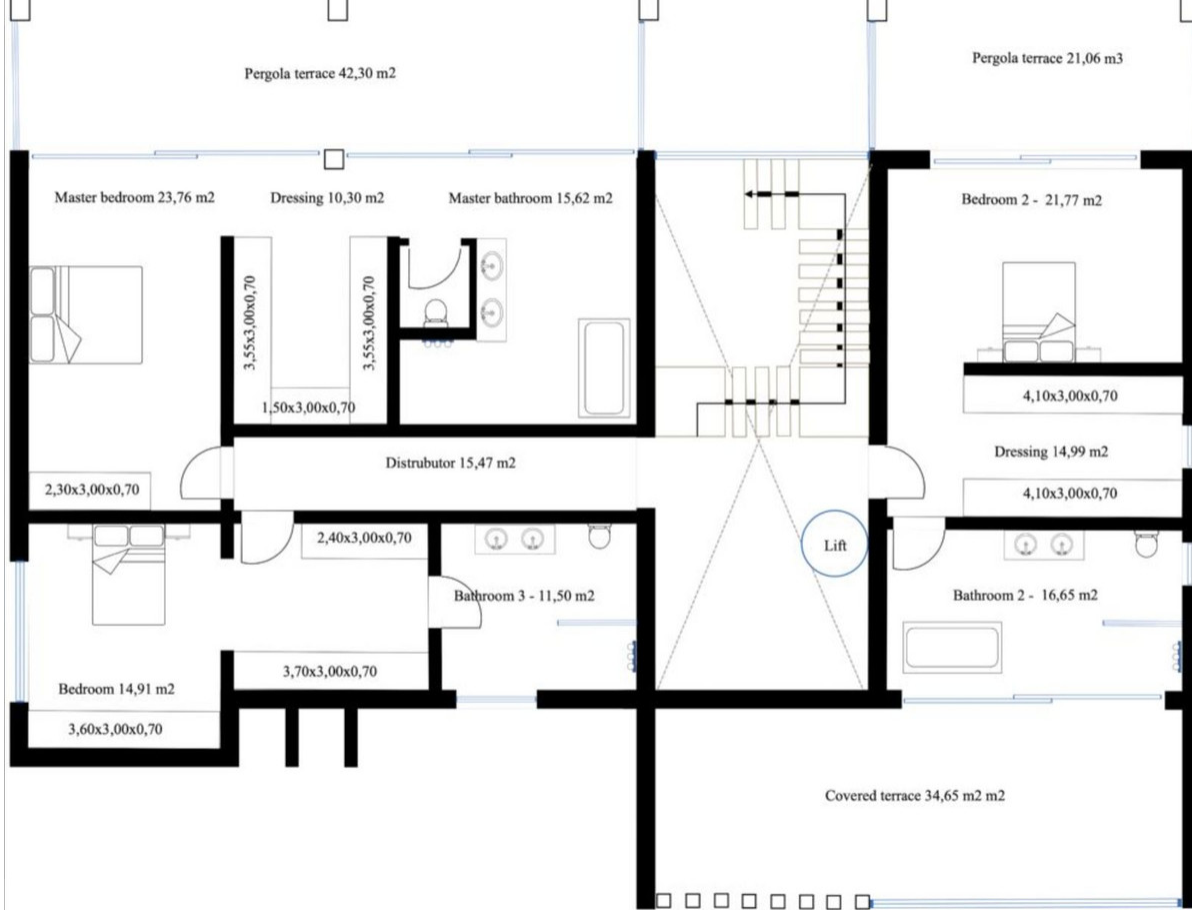 Pergola terrace 42,30 m2
Pergola terrace 21,06 m3
Master bedroom 23,76 m2
Dressing 10,30 m2
Master bathroom 15,62 m2
Bedroom 2 - 21,77 m2
3,55x3,00x0,70
3,55x3,00x0,70
1,50x3,00x0,70
4,10x3,00x0,70
Distrubutor 15,47 m2
Dressing 14,99 m2
2,30x3,00x0,70
4,10x3,00x0,70
2,40x3,00x0,70
Lift
Bathroom 3 - 11,50 m2
Bathroom 2 - 16,65 m2
3,70x3,00x0,70
Bedroom 14,91 m2
3,60x3,00x0,70
Covered terrace 34,65 m2 m2